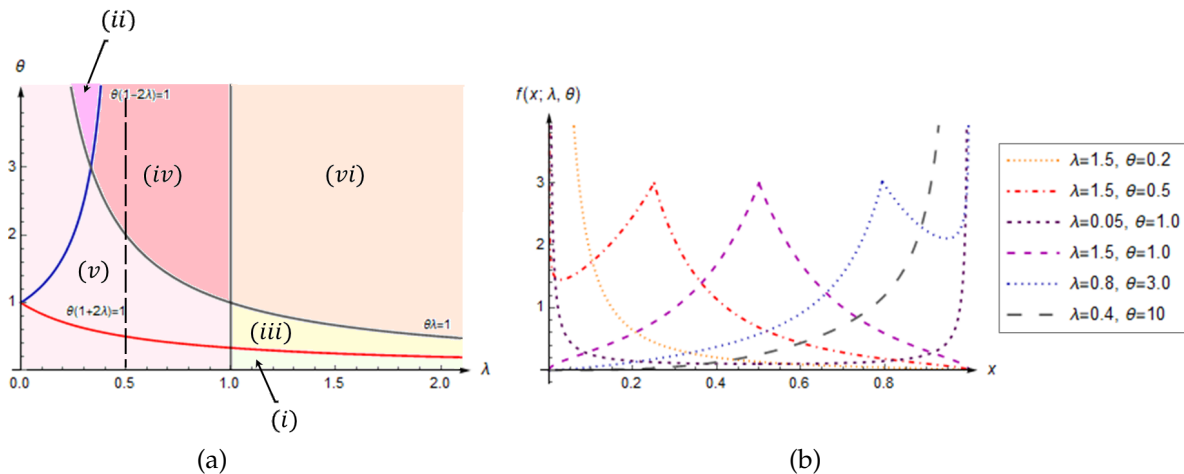 (ii)
θ
θ(1−2λ)=1
3
(iv)
(vi)
2
(v)
1
θ(1+2λ)=1
(iii)
θλ=1
0.0
0.5
1.0
1.5
2.0
λ
(i)
(a)
f(x; λ, θ)
3
2
1
0.2
0.4
0.6
0.8
x
λ=1.5, θ=0.2
λ=1.5, θ=0.5
λ=0.05, θ=1.0
λ=1.5, θ=1.0
λ=0.8, θ=3.0
λ=0.4, θ=10
(b)